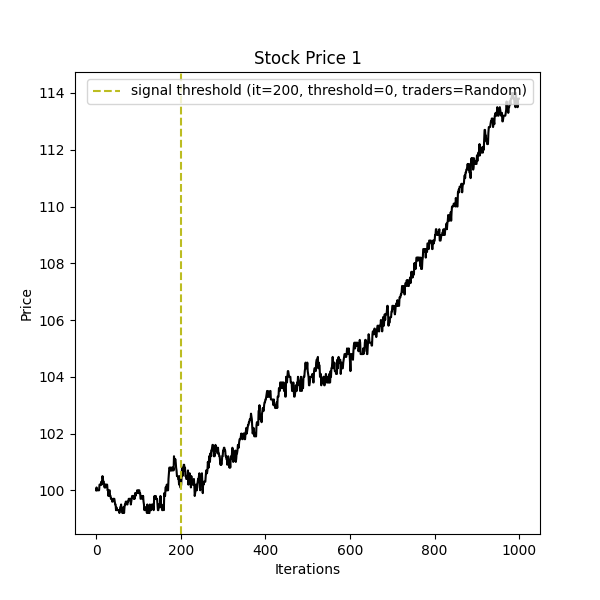 Stock Price 1
signal threshold (it=200, threshold=0, traders=Random)
114
112
110
108
106
104
102
100
Price
0 200 400 600 800 1000
Iterations